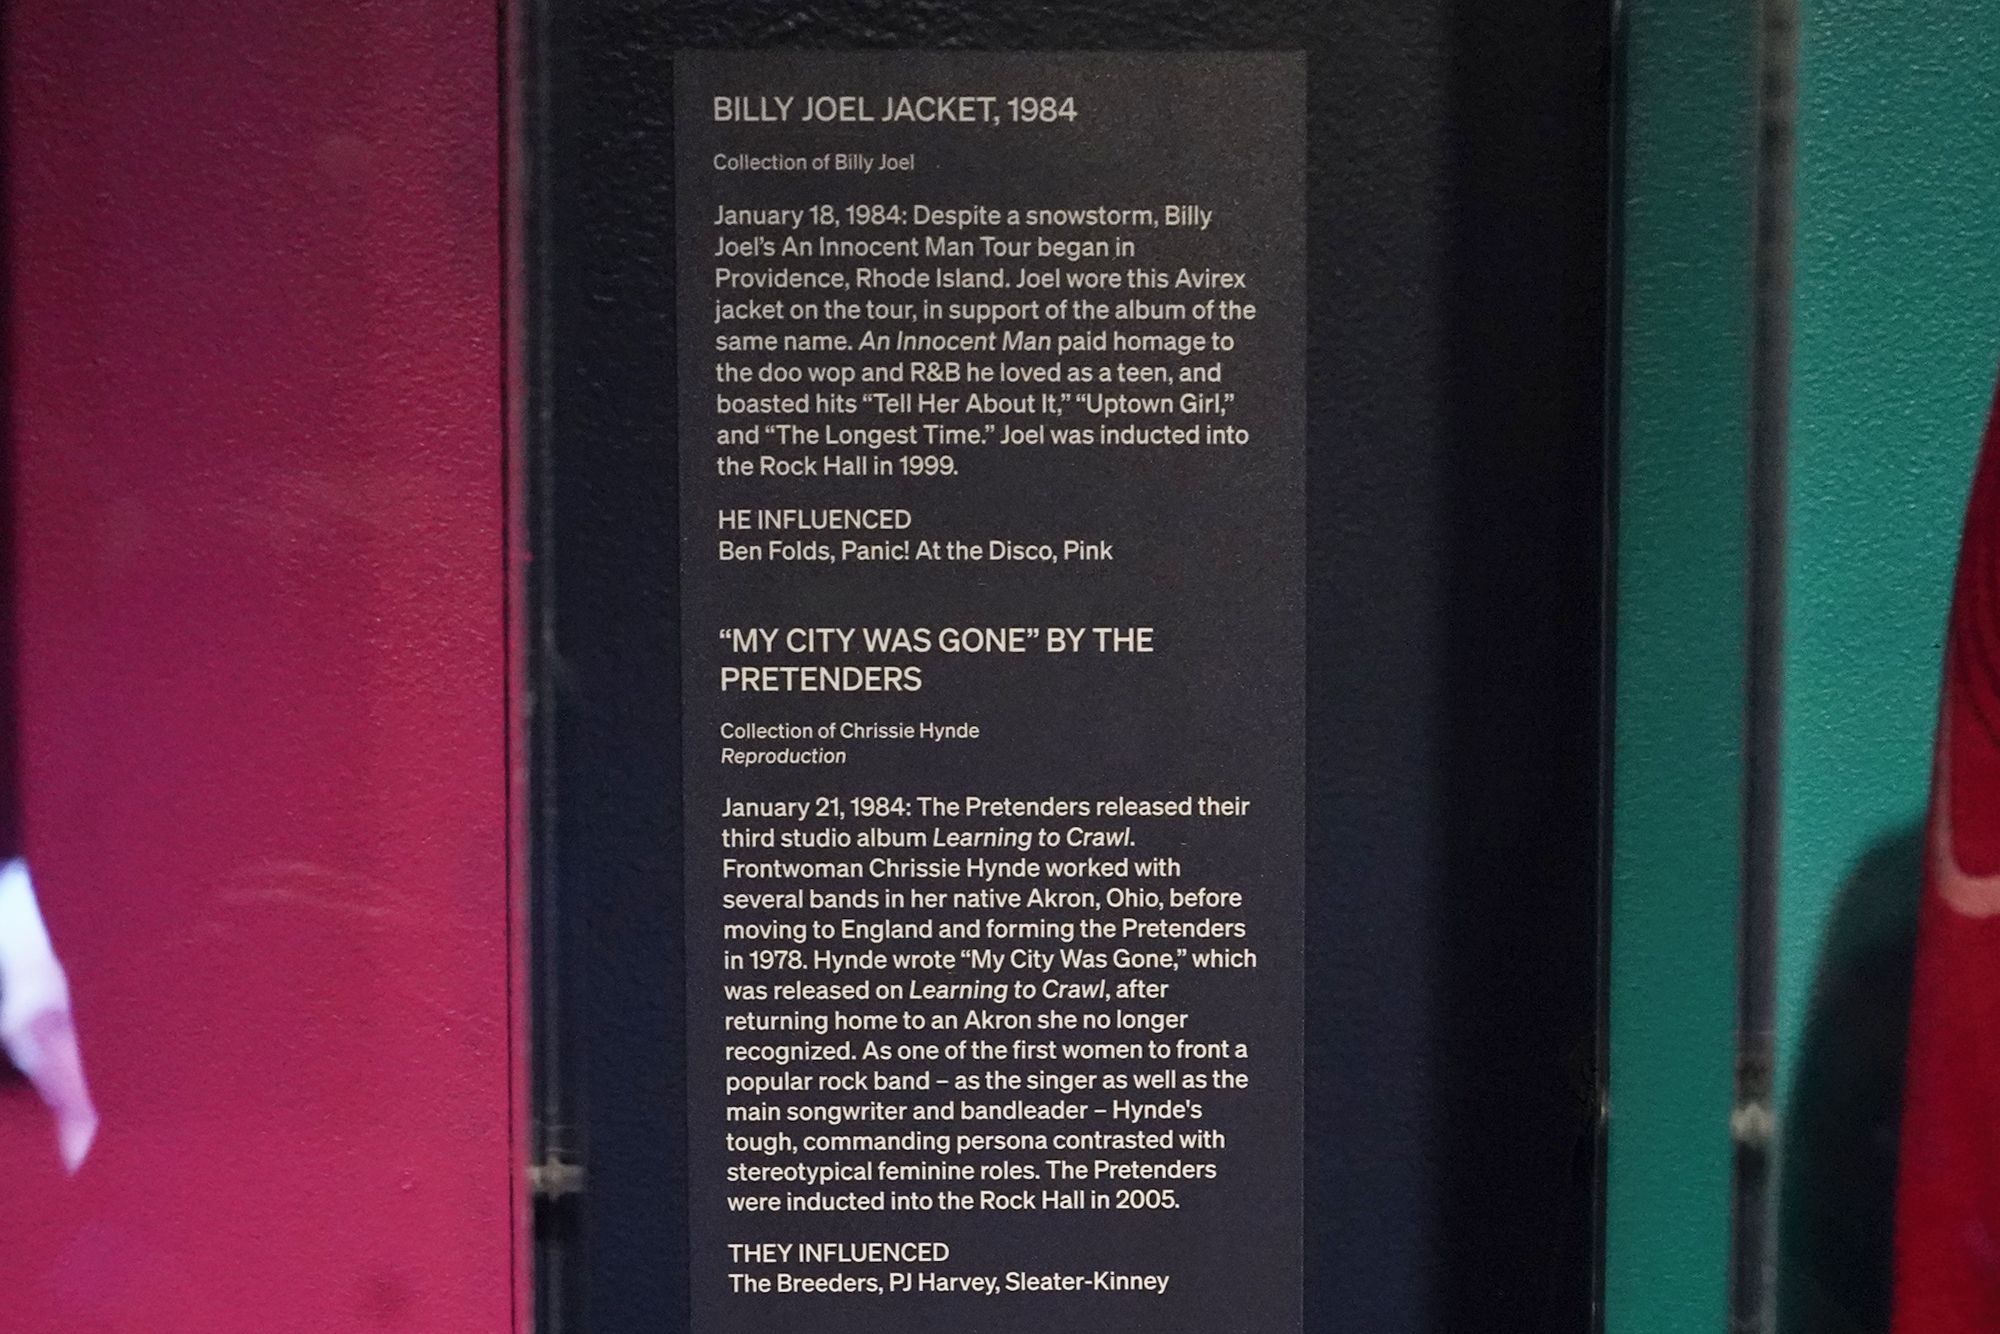 BILLY JOEL JACKET, 1984
Collection of Billy Joel
January 18, 1984: Despite a snowstorm, Billy
Joel’s An Innocent Man Tour began in
Providence, Rhode Island. Joel wore this Avirex
jacket on the tour, in support of the album of the
same name. An Innocent Man paid homage to
the doo wop and R&B he loved as a teen, and
boasted hits “Tell Her About It,” “Uptown Girl,”
and “The Longest Time.” Joel was inducted into
the Rock Hall in 1999.
HE INFLUENCED
Ben Folds, Panic! At the Disco, Pink
“MY CITY WAS GONE” BY THE
PRETENDERS
Collection of Chrissie Hynde
Reproduction
January 21, 1984: The Pretenders released their
third studio album Learning to Crawl.
Frontwoman Chrissie Hynde worked with
several bands in her native Akron, Ohio, before
moving to England and forming the Pretenders
in 1978. Hynde wrote “My City Was Gone,” which
was released on Learning to Crawl, after
returning home to an Akron she no longer
recognized. As one of the first women to front a
popular rock band – as the singer as well as the
main songwriter and bandleader – Hynde's
tough, commanding persona contrasted with
stereotypical feminine roles. The Pretenders
were inducted into the Rock Hall in 2005.
THEY INFLUENCED
The Breeders, PJ Harvey, Sleater-Kinney